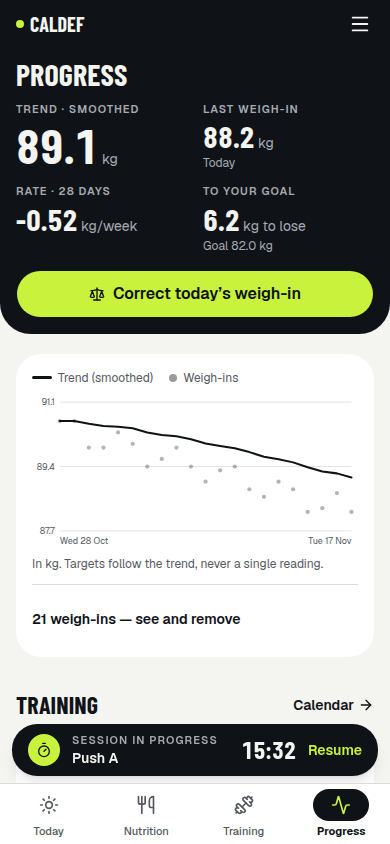 CALDEF
PROGRESS
TREND · SMOOTHED
89.1 kg
LAST WEIGH-IN
88.2 kg
Today
RATE · 28 DAYS
-0.52 kg/week
TO YOUR GOAL
6.2 kg to lose
Goal 82.0 kg
Correct today's weigh-in
Trend (smoothed)
Weigh-ins
91.1
89.4
87.7
Wed 28 Oct
Tue 17 Nov
In kg. Targets follow the trend, never a single reading.
21 weigh-ins — see and remove
TRAINING
Calendar →
SESSION IN PROGRESS
Push A
15:32
Resume
Today
Nutrition
Training
Progress